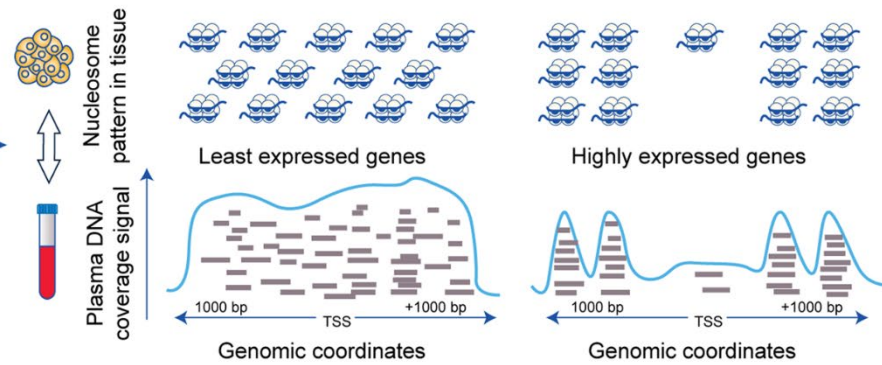 Nucleosome
pattern in tissue
Least expressed genes
Highly expressed genes
Plasma DNA
coverage signal
1000 bp
+1000 bp
TSS
Genomic coordinates
1000 bp
+1000 bp
TSS
Genomic coordinates